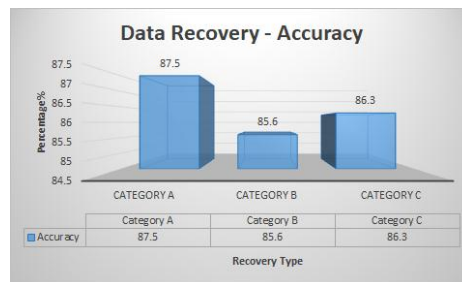 Data Recovery - Accuracy
Percentage%
87.5
87
86.5
86
85.5
85
84.5
87.5
85.6
86.3
CATEGORY A CATEGORY B CATEGORY C
Category A Category B Category C
Accuracy 87.5 85.6 86.3
Recovery Type